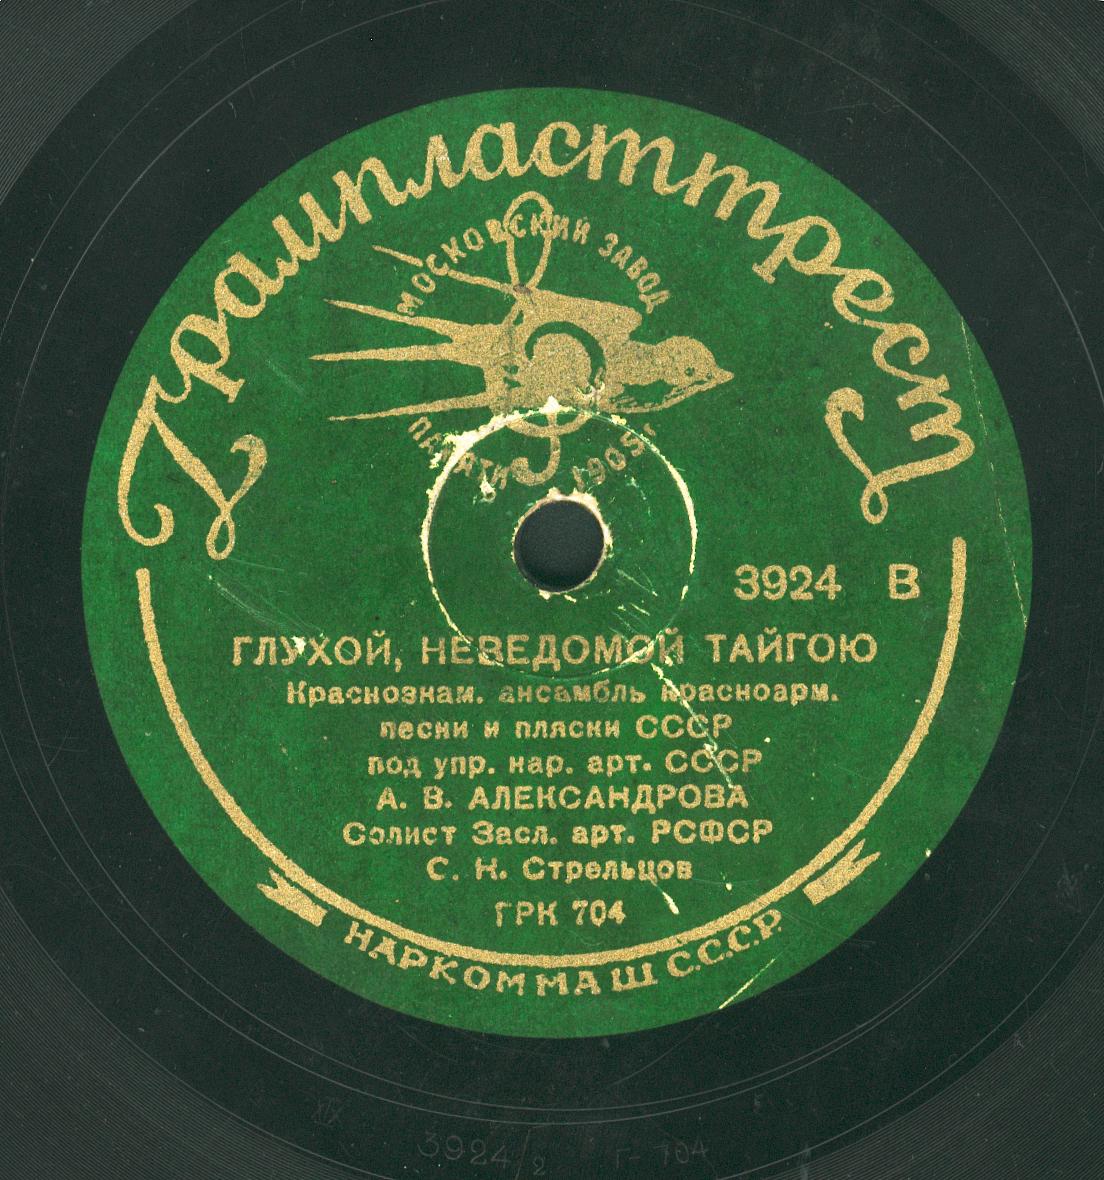 Грампласттрест
МОСКОВСКИЙ ЗАВОД
ПАМЯТИ 1905 г.
3924 В
ГЛУХОЙ, НЕВЕДОМОЙ ТАЙГОЮ
Краснознам. ансамбль красноарм.
песни и пляски СССР
под упр. нар. арт. СССР
А. В. АЛЕКСАНДРОВА
Солист Засл. арт. РСФСР
С. Н. Стрельцов
ГРК 704
НАРКОММАШ С.С.С.Р.
XIX
3924/2 Г- 704